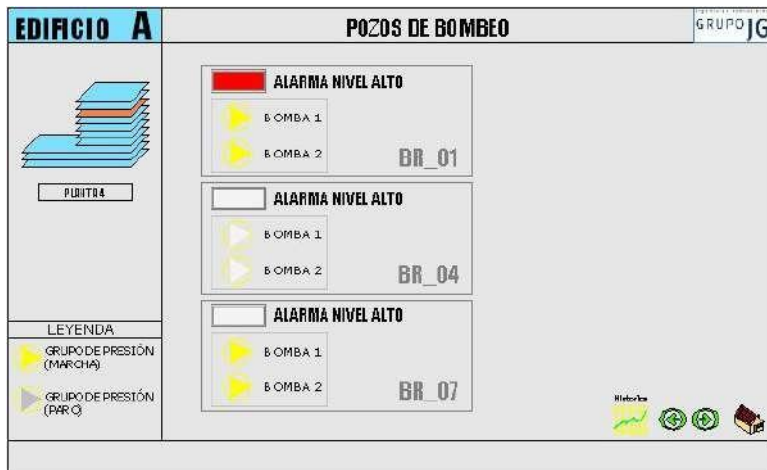 EDIFICIO A
POZOS DE BOMBEO
GRUPO JG
ALARMA NIVEL ALTO
BOMBA 1
BOMBA 2
BR_01
PLANTA 4
ALARMA NIVEL ALTO
BOMBA 1
BOMBA 2
BR_04
ALARMA NIVEL ALTO
BOMBA 1
BOMBA 2
BR_07
LEYENDA
GRUPO DE PRESIÓN
(MARCHA)
GRUPO DE PRESIÓN
(PARO)